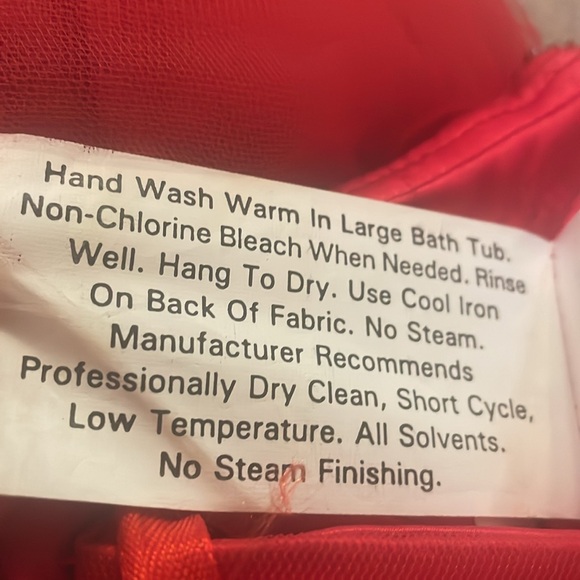 Hand Wash Warm In Large Bath Tub.
Non-Chlorine Bleach When Needed. Rinse
Well. Hang To Dry. Use Cool Iron
On Back Of Fabric. No Steam.
Manufacturer Recommends
Professionally Dry Clean, Short Cycle,
Low Temperature. All Solvents.
No Steam Finishing.